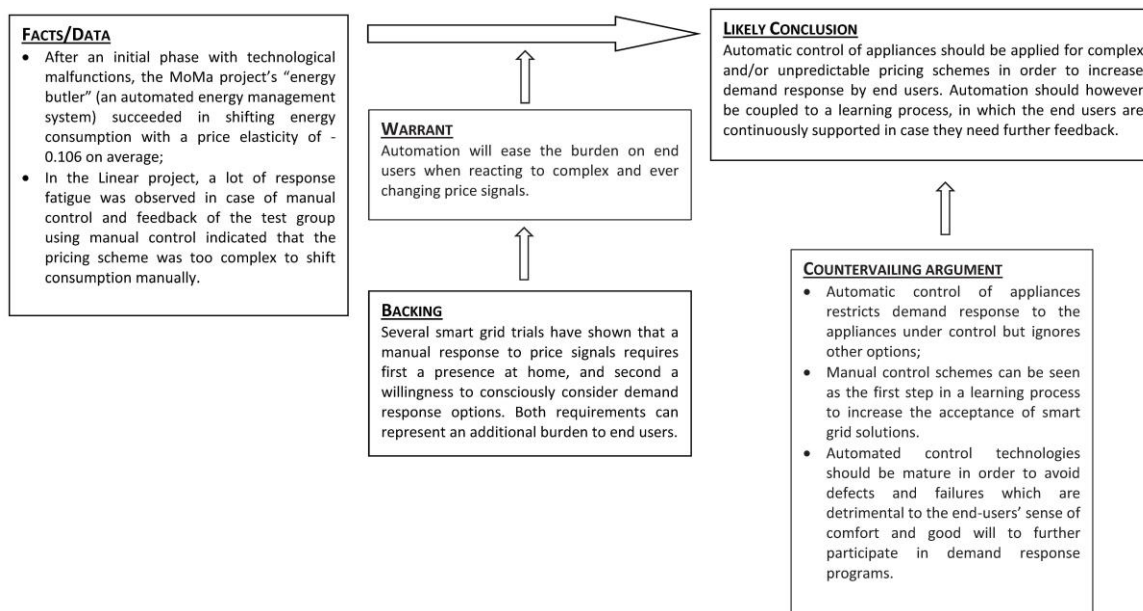 FACTS/DATA
• After an initial phase with technological
malfunctions, the MoMa project's "energy
butler" (an automated energy management
system) succeeded in shifting energy
consumption with a price elasticity of -
0.106 on average;
• In the Linear project, a lot of response
fatigue was observed in case of manual
control and feedback of the test group
using manual control indicated that the
pricing scheme was too complex to shift
consumption manually.
WARRANT
Automation will ease the burden on end
users when reacting to complex and ever
changing price signals.
BACKING
Several smart grid trials have shown that a
manual response to price signals requires
first a presence at home, and second a
willingness to consciously consider demand
response options. Both requirements can
represent an additional burden to end users.
LIKELY CONCLUSION
Automatic control of appliances should be applied for complex
and/or unpredictable pricing schemes in order to increase
demand response by end users. Automation should however
be coupled to a learning process, in which the end users are
continuously supported in case they need further feedback.
COUNTERVAILING ARGUMENT
• Automatic control of appliances
restricts demand response to the
appliances under control but ignores
other options;
• Manual control schemes can be seen
as the first step in a learning process
to increase the acceptance of smart
grid solutions.
• Automated control technologies
should be mature in order to avoid
defects and failures which are
detrimental to the end-users' sense of
comfort and good will to further
participate in demand response
programs.